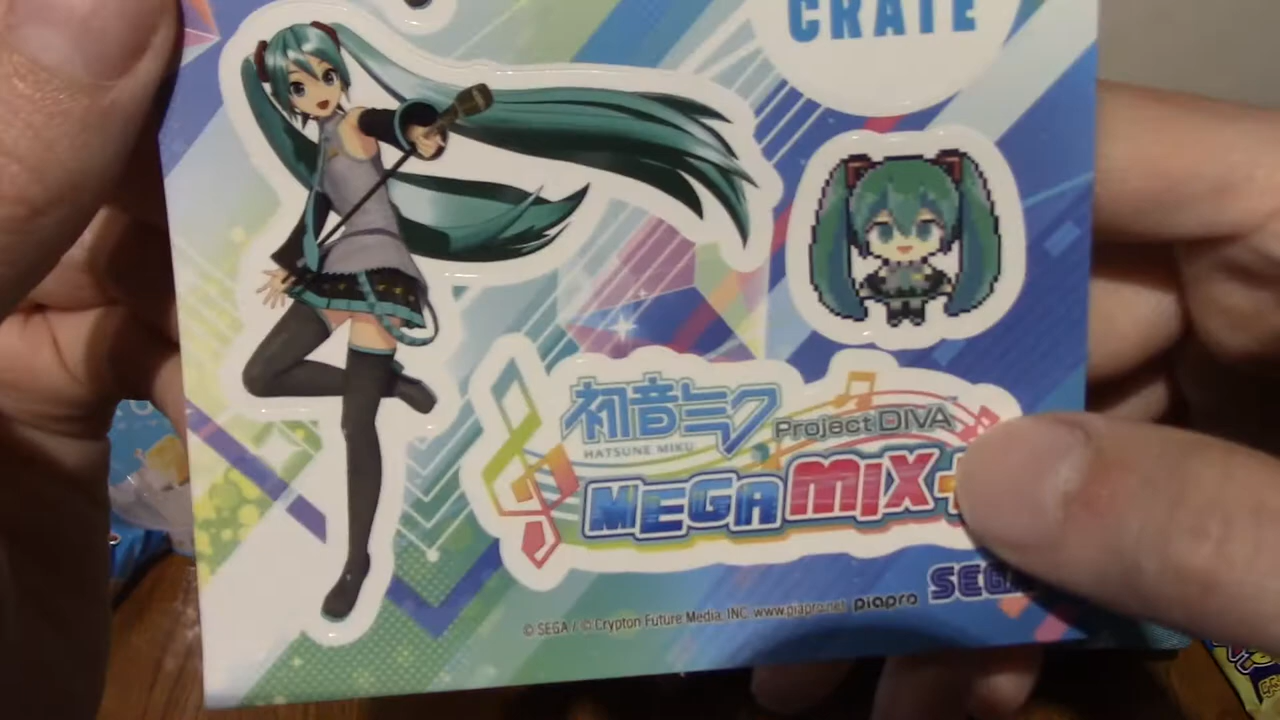 CRATE
初音ミク
HATSUNE MIKU
Project DIVA
MEGA MIX+
© SEGA / © Crypton Future Media, INC. www.piapro.net piapro
SEGA